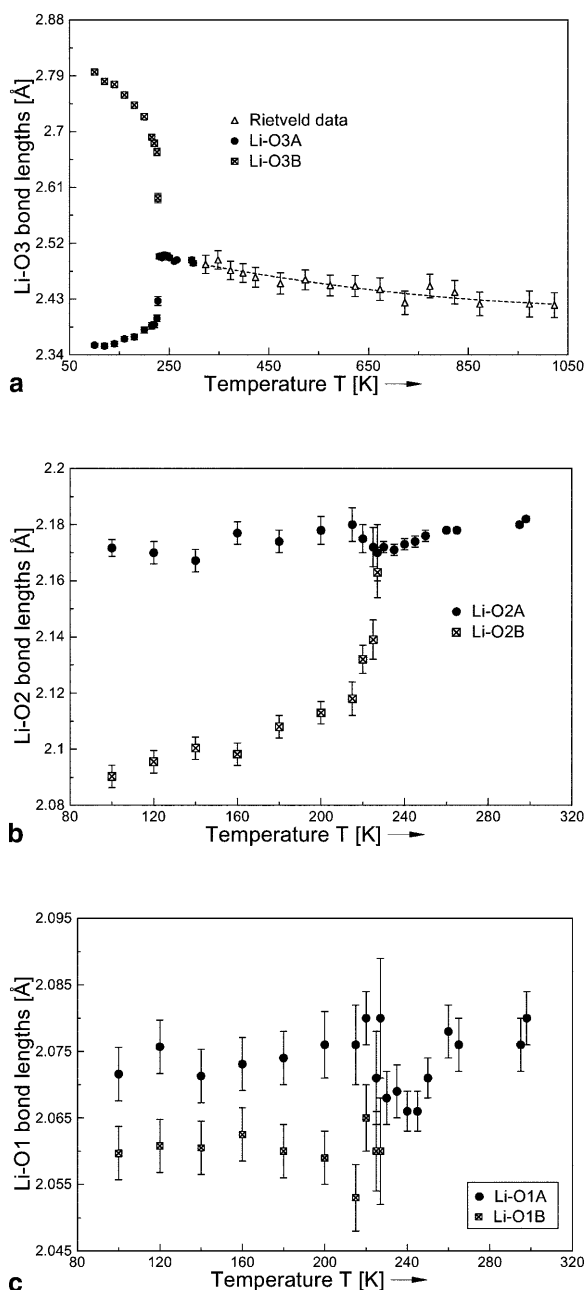 2.88
2.79
2.7
2.61
2.52
2.43
2.34
Li-O3 bond lengths [Å]
Rietveld data
Li-O3A
Li-O3B
50 250 450 650 850 1050
Temperature T [K]
a
2.2
2.18
2.16
2.14
2.12
2.1
2.08
Li-O2 bond lengths [Å]
Li-O2A
Li-O2B
80 120 160 200 240 280 320
Temperature T [K]
b
2.095
2.085
2.075
2.065
2.055
2.045
Li-O1 bond lengths [Å]
Li-O1A
Li-O1B
80 120 160 200 240 280 320
Temperature T [K]
c